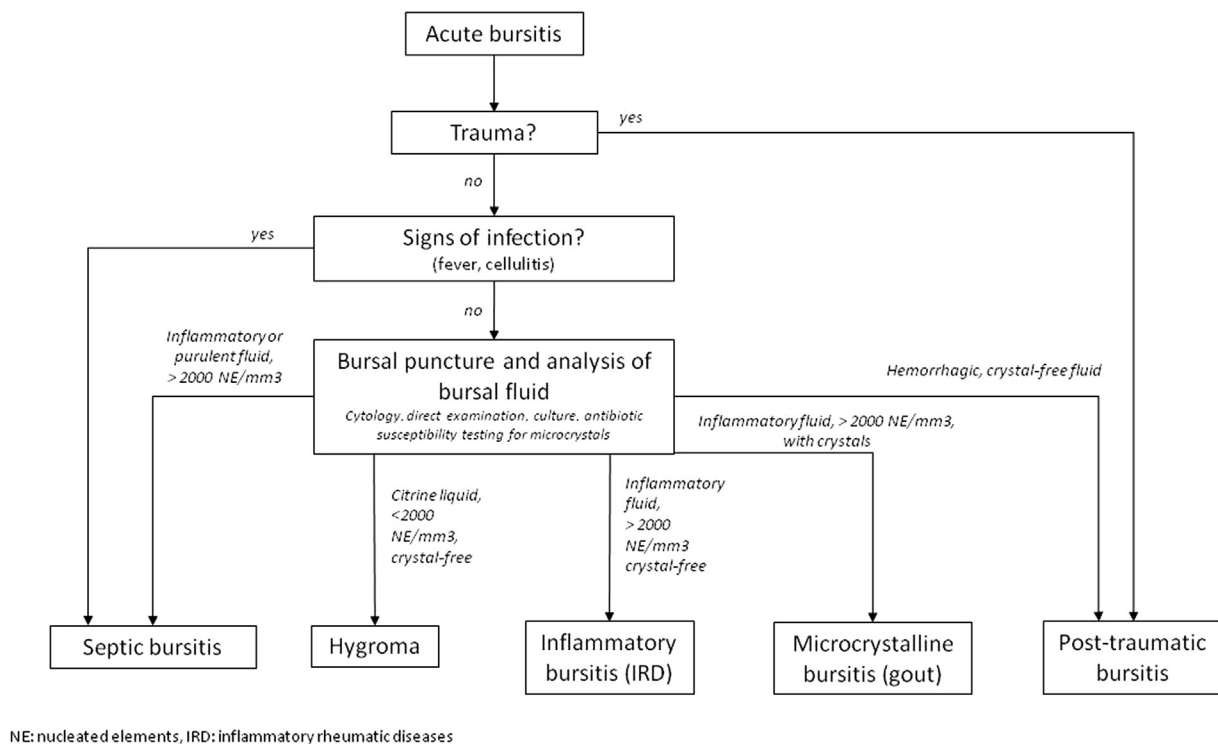 Acute bursitis
Trauma?
yes
no
Signs of infection?
(fever, cellulitis)
yes
no
Inflammatory or
purulent fluid,
> 2000 NE/mm3
Bursal puncture and analysis of
bursal fluid
Cytology, direct examination, culture, antibiotic
susceptibility testing for microcrystals
Hemorrhagic, crystal-free fluid
Inflammatory fluid, > 2000 NE/mm3,
with crystals
Citrine liquid,
<2000
NE/mm3,
crystal-free
Inflammatory
fluid,
> 2000
NE/mm3
crystal-free
Septic bursitis
Hygroma
Inflammatory
bursitis (IRD)
Microcrystalline
bursitis (gout)
Post-traumatic
bursitis
NE: nucleated elements, IRD: inflammatory rheumatic diseases